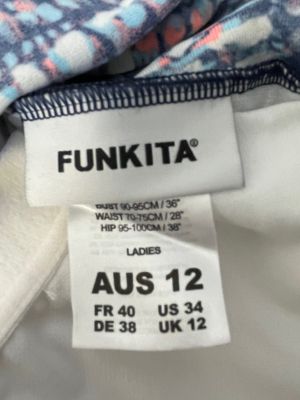 FUNKITA®
BUST 90-95CM / 36"
WAIST 70-75CM / 28"
HIP 95-100CM / 38"
LADIES
AUS 12
FR 40 US 34
DE 38 UK 12